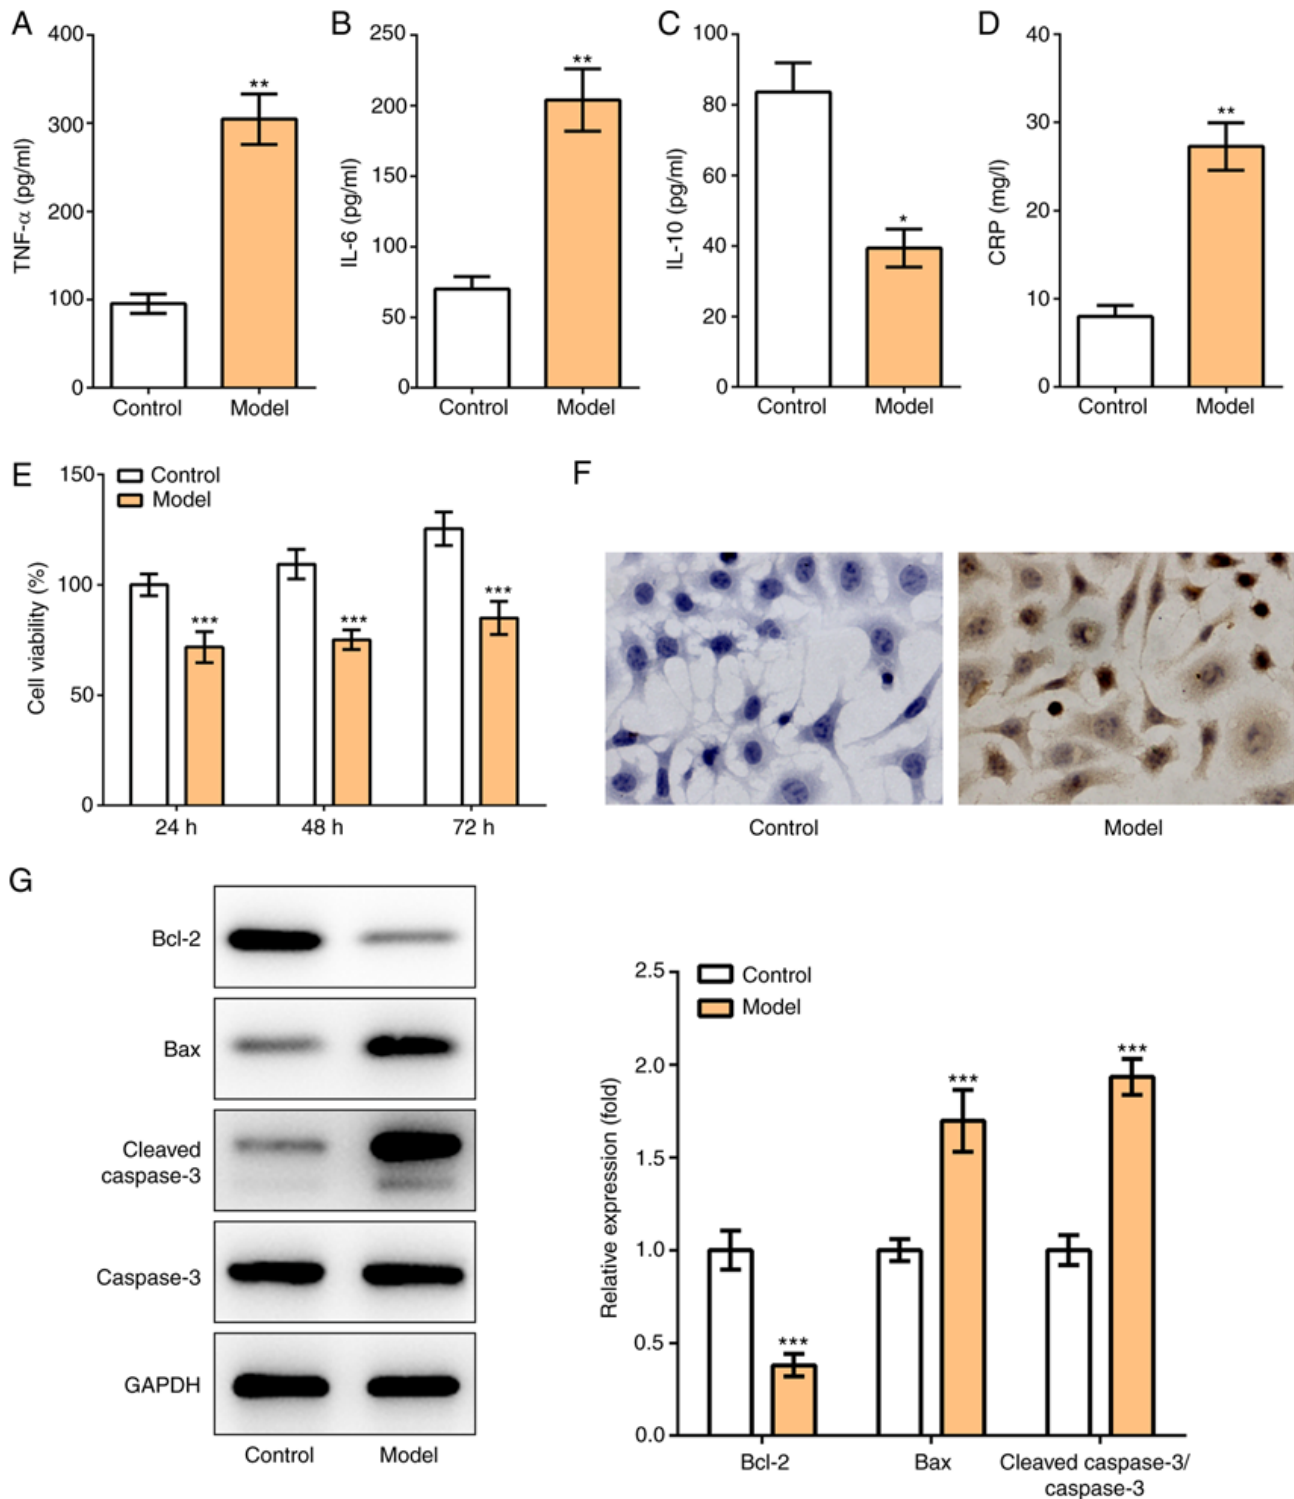 A
400
300
200
100
0
TNF-α (pg/ml)
**
Control
Model
B
250
200
150
100
50
0
IL-6 (pg/ml)
**
Control
Model
C
100
80
60
40
20
0
IL-10 (pg/ml)
*
Control
Model
D
40
30
20
10
0
CRP (mg/l)
**
Control
Model
E
150
100
50
0
Cell viability (%)
Control
Model
***
***
***
24 h
48 h
72 h
F
Control
Model
G
Bcl-2
Bax
Cleaved
caspase-3
Caspase-3
GAPDH
Control
Model
2.5
2.0
1.5
1.0
0.5
0.0
Relative expression (fold)
Control
Model
***
***
***
Bcl-2
Bax
Cleaved caspase-3/
caspase-3